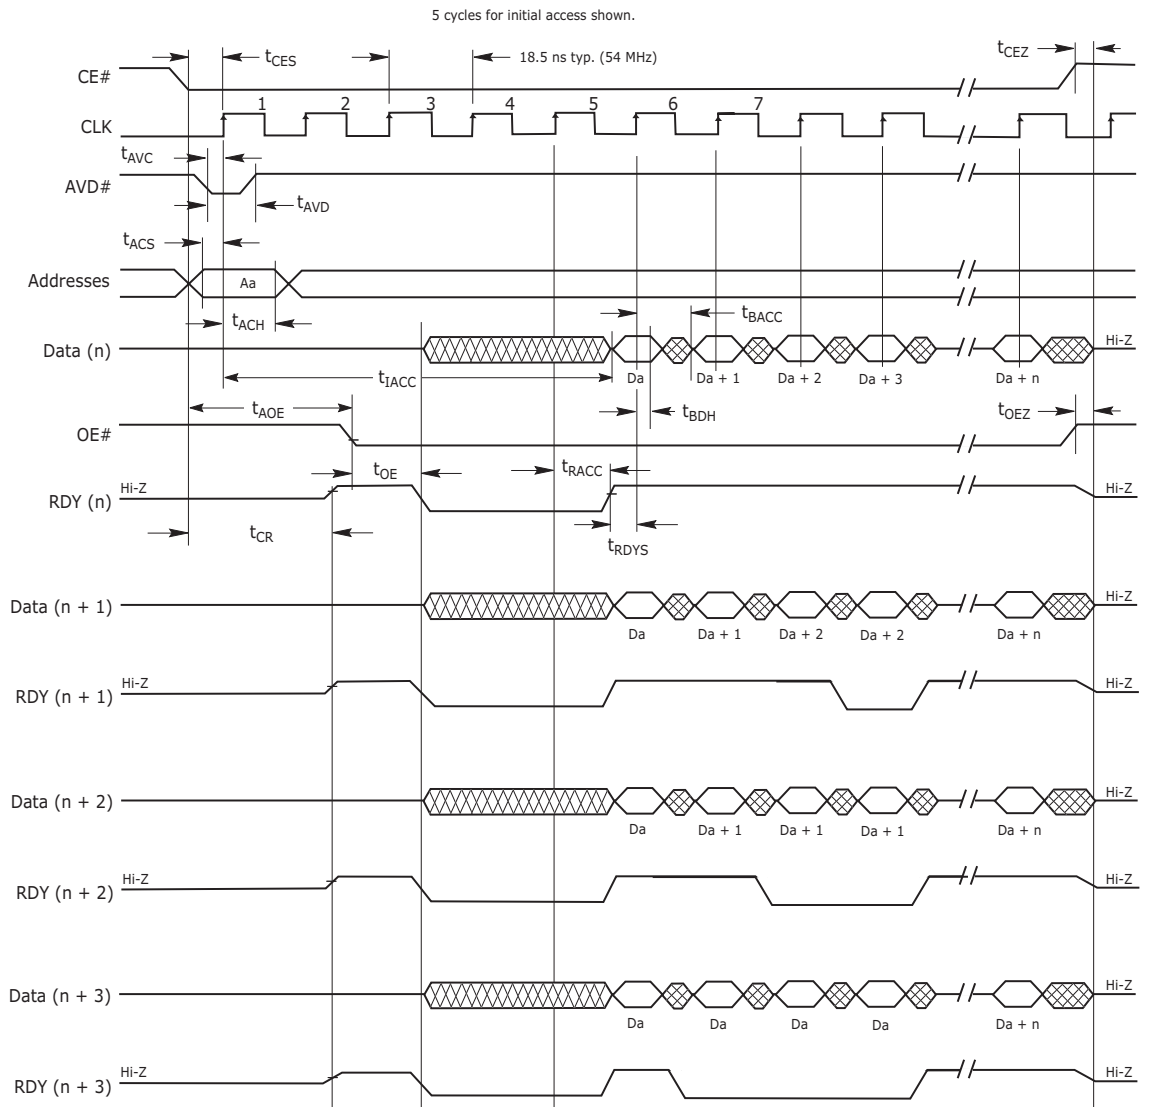 5 cycles for initial access shown.
tCES
18.5 ns typ. (54 MHz)
tCEZ
CE#
1 2 3 4 5 6 7
CLK
tAVC
AVD#
tAVD
tACS
Addresses
Aa
tACH
tBACC
Data (n)
Hi-Z
tIACC
Da Da + 1 Da + 2 Da + 3 Da + n
tAOE
tBDH
tOEZ
OE#
tOE
tRACC
RDY (n)
Hi-Z
Hi-Z
tCR
tRDYS
Data (n + 1)
Hi-Z
Da Da + 1 Da + 2 Da + 2 Da + n
RDY (n + 1)
Hi-Z
Hi-Z
Data (n + 2)
Hi-Z
Da Da + 1 Da + 1 Da + 1 Da + n
RDY (n + 2)
Hi-Z
Hi-Z
Data (n + 3)
Hi-Z
Da Da Da Da Da + n
RDY (n + 3)
Hi-Z
Hi-Z